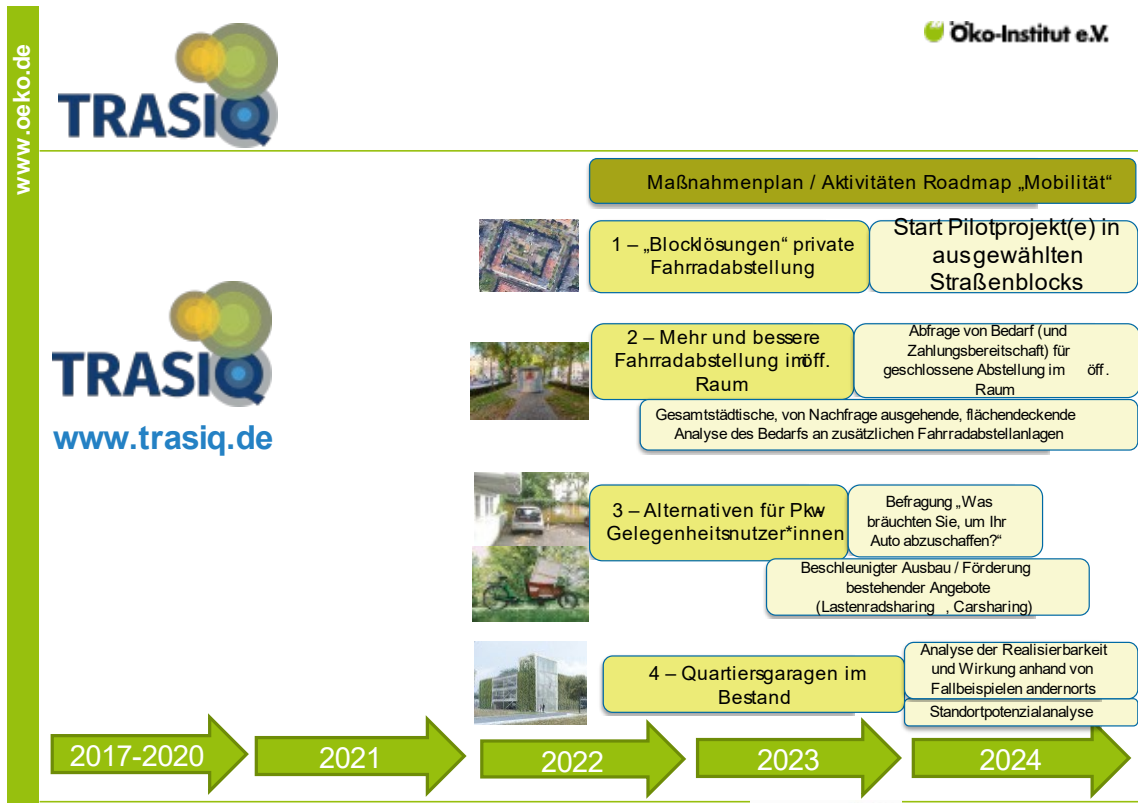 www.oeko.de
TRASIQ
Öko-Institut e.V.
Maßnahmenplan / Aktivitäten Roadmap „Mobilität“
1 – „Blocklösungen“ private
Fahrradabstellung
Start Pilotprojekt(e) in
ausgewählten
Straßenblocks
TRASIQ
www.trasiq.de
2 – Mehr und bessere
Fahrradabstellung im öff.
Raum
Abfrage von Bedarf (und
Zahlungsbereitschaft) für
geschlossene Abstellung im öff.
Raum
Gesamtstädtische, von Nachfrage ausgehende, flächendeckende
Analyse des Bedarfs an zusätzlichen Fahrradabstellanlagen
3 – Alternativen für Pkw-
Gelegenheitsnutzer*innen
Befragung „Was
bräuchten Sie, um Ihr
Auto abzuschaffen?“
Beschleunigter Ausbau / Förderung
bestehender Angebote
(Lastenradsharing , Carsharing)
4 – Quartiersgaragen im
Bestand
Analyse der Realisierbarkeit
und Wirkung anhand von
Fallbeispielen andernorts
Standortpotenzialanalyse
2017-2020
2021
2022
2023
2024